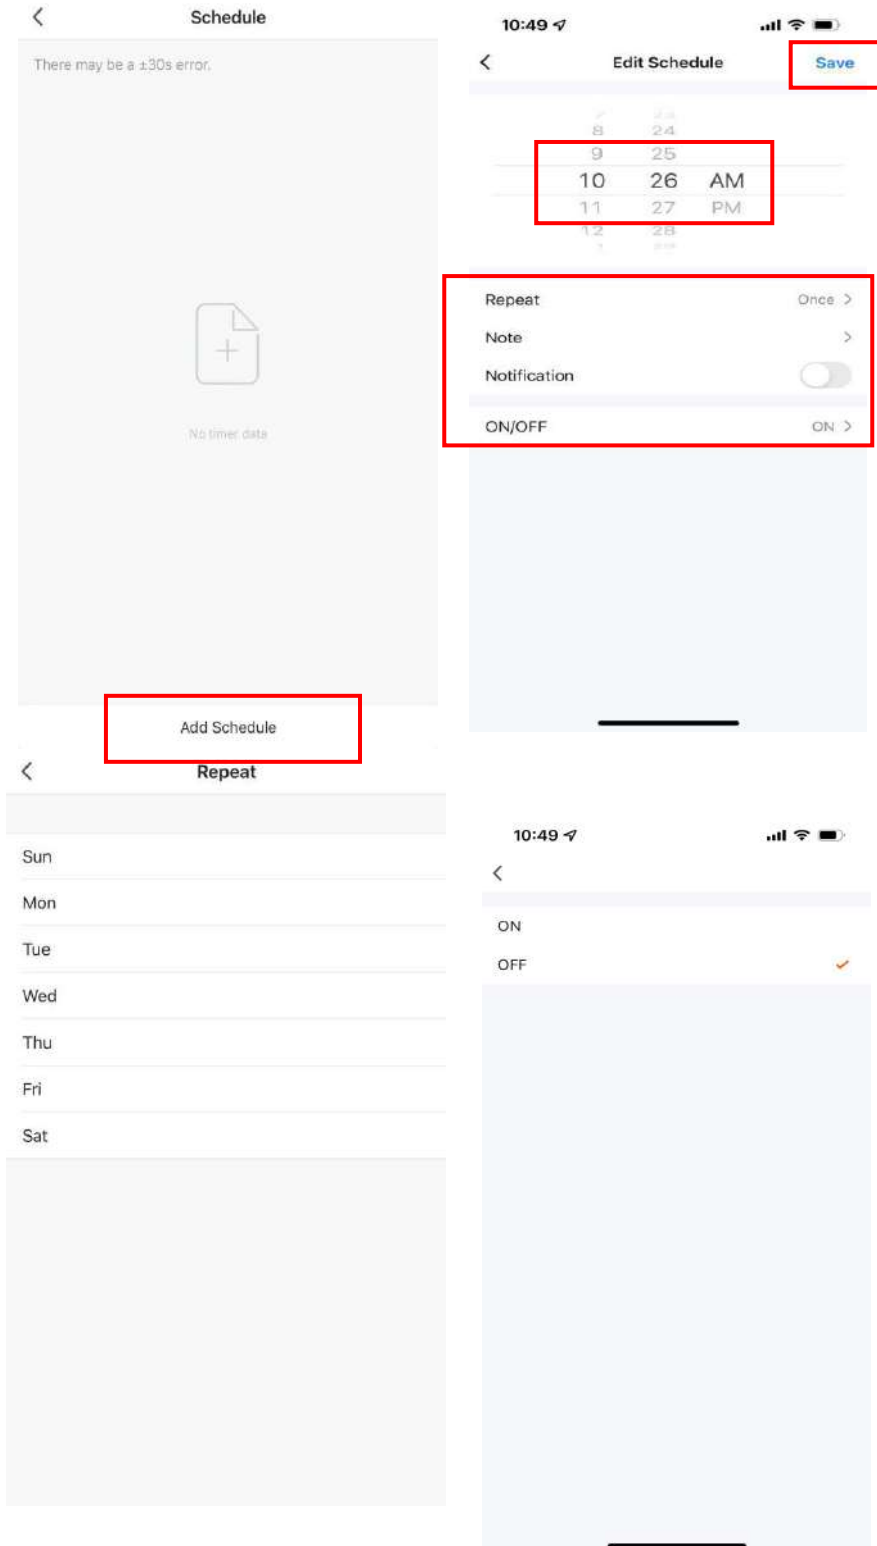 Schedule
There may be a ±30s error.
No timer data
Add Schedule
10:49
Edit Schedule
Save
8 24
9 25
10 26 AM
11 27 PM
12 28
Repeat Once
Note
Notification
ON/OFF ON
Repeat
Sun
Mon
Tue
Wed
Thu
Fri
Sat
10:49
ON
OFF